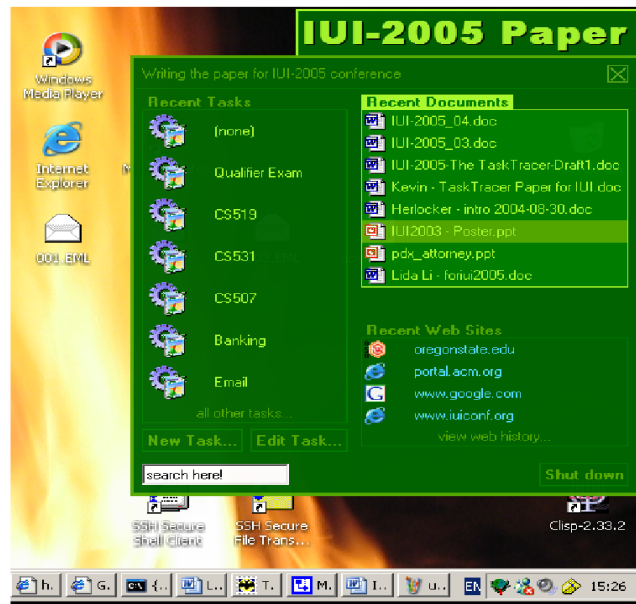 IUI-2005 Paper
Writing the paper for IUI-2005 conference
Windows
Media Player
Internet
Explorer
001.EML
Recent Tasks
(none)
Qualifier Exam
CS519
CS531
CS507
Banking
Email
all other tasks...
New Task...
Edit Task...
search here!
Recent Documents
IUI-2005_04.doc
IUI-2005_03.doc
IUI-2005-The TaskTracer-Draft1.doc
Kevin - TaskTracer Paper for IUI.doc
Herlocker - intro 2004-08-30.doc
IUI2003 - Poster.ppt
pdx_attorney.ppt
Lida Li - foriui2005.doc
Recent Web Sites
oregonstate.edu
portal.acm.org
www.google.com
www.iuiconf.org
view web history...
Shut down
SSH Secure
Shell Client
SSH Secure
File Trans...
Clisp-2.33.2
h.
G.
{..
L..
T.
M.
I..
u..
EN
15:26